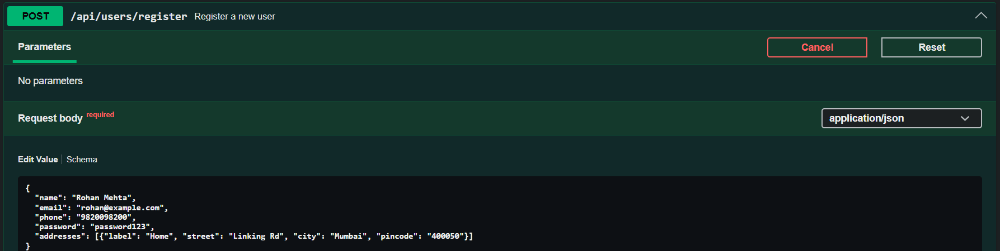 POST /api/users/register Register a new user
Parameters
Cancel
Reset
No parameters
Request body required
application/json
Edit Value | Schema
{
  "name": "Rohan Mehta",
  "email": "rohan@example.com",
  "phone": "9820098200",
  "password": "password123",
  "addresses": [{"label": "Home", "street": "Linking Rd", "city": "Mumbai", "pincode": "400050"}]
}